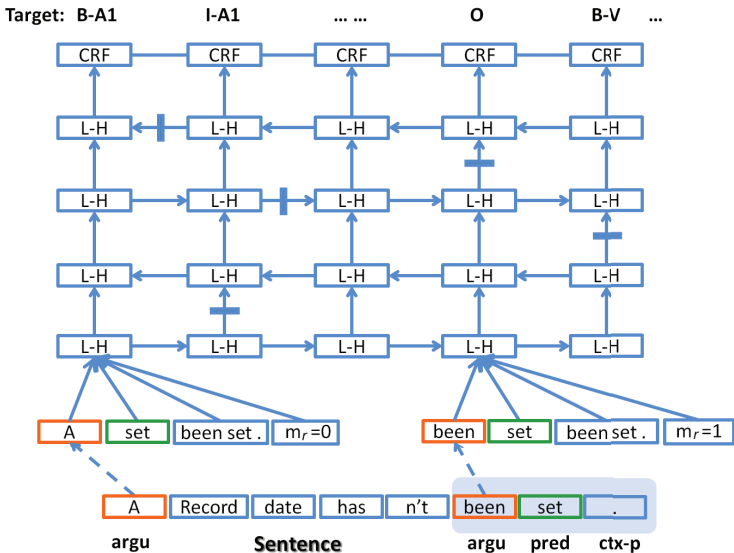 Target: B-A1 I-A1 ... ... O B-V ...
CRF CRF CRF CRF CRF
L-H L-H L-H L-H L-H
L-H L-H L-H L-H L-H
L-H L-H L-H L-H L-H
L-H L-H L-H L-H L-H
A set been set . mr=0 been set been set . mr=1
A Record date has n't been set .
argu Sentence argu pred ctx-p